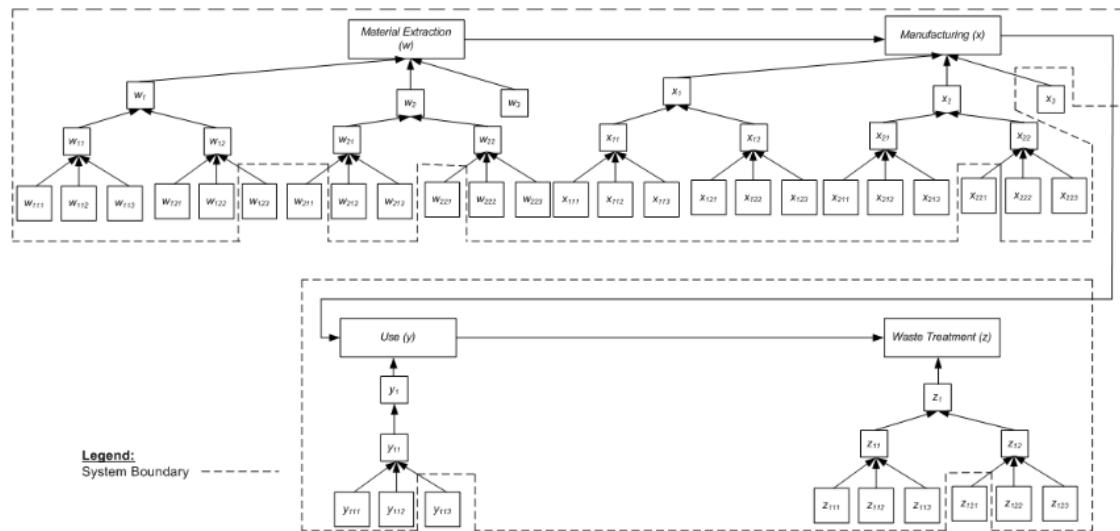 Material Extraction
(w)
Manufacturing (x)
w1
w2
w3
x1
x2
x3
w11
w12
w21
w22
x11
x12
x21
x22
w111
w112
w113
w121
w122
w123
w211
w212
w213
w221
w222
w223
x111
x112
x113
x121
x122
x123
x211
x212
x213
x221
x222
x223
Use (y)
Waste Treatment (z)
y1
z1
y11
z11
z12
Legend:
System Boundary
y111
y112
y113
z111
z112
z113
z121
z122
z123